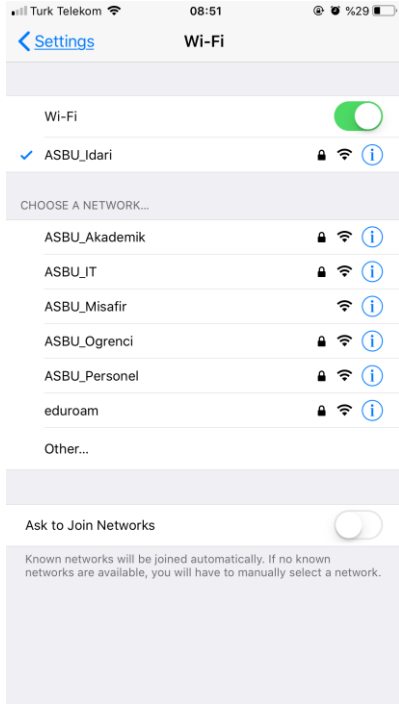 Turk Telekom 08:51 %29
Settings Wi-Fi
Wi-Fi
ASBU_Idari
CHOOSE A NETWORK...
ASBU_Akademik
ASBU_IT
ASBU_Misafir
ASBU_Ogrenci
ASBU_Personel
eduroam
Other...
Ask to Join Networks
Known networks will be joined automatically. If no known
networks are available, you will have to manually select a network.